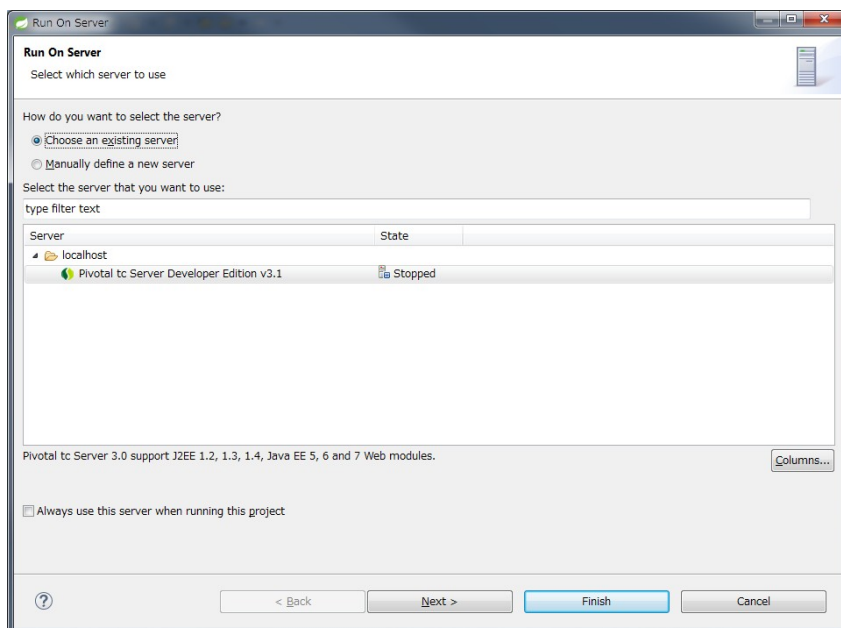 Run On Server
Run On Server
Select which server to use
How do you want to select the server?
Choose an existing server
Manually define a new server
Select the server that you want to use:
type filter text
Server State
localhost
Pivotal tc Server Developer Edition v3.1 Stopped
Pivotal tc Server 3.0 support J2EE 1.2, 1.3, 1.4, Java EE 5, 6 and 7 Web modules.
Columns...
Always use this server when running this project
? < Back Next > Finish Cancel